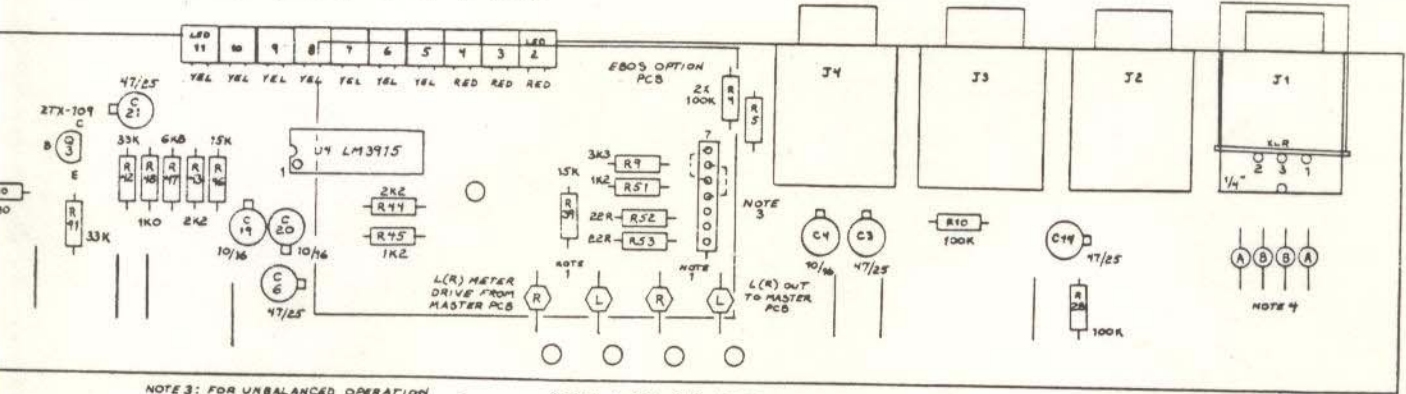 LED 11 10 9 8 7 6 5 4 3 LED 2
YEL YEL YEL YEL YEL YEL YEL RED RED RED
EBOS OPTION
PCB
2X
100K
R
4
R
5
J4
J3
J2
J1
XLR
2 3 1
1/4"
47/25
C
21
ZTX-109
C
B
Q
3
E
33K 6K8 15K
R
42
R
48
R
47
R
43
R
46
1K0 2K2
R
41
33K
U4 LM3915
1
2K2
R44
R45
1K2
C
19
C
20
10/16
10/16
C
6
47/25
15K
R
39
NOTE
1
3K3
R9
1K2
R51
22R
R52
22R
R53
7
NOTE
1
NOTE
3
L(R) METER
DRIVE FROM
MASTER PCB
R L R L
L(R) OUT
TO MASTER
PCB
C4
10/16
C3
47/25
R10
100K
C14
47/25
R
28
100K
A B B A
NOTE 4
NOTE 3: FOR UNBALANCED OPERATION